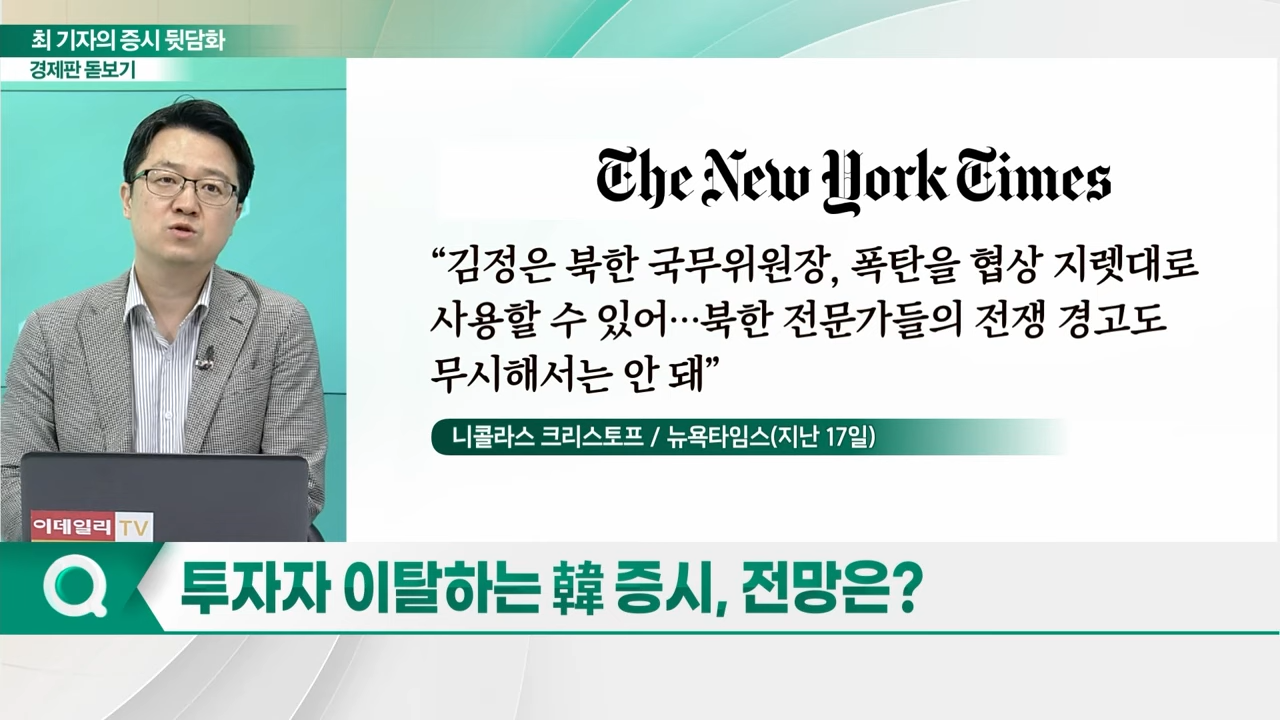 최 기자의 증시 뒷담화
경제판 돋보기
The New York Times
“김정은 북한 국무위원장, 폭탄을 협상 지렛대로
사용할 수 있어…북한 전문가들의 전쟁 경고도
무시해서는 안 돼”
니콜라스 크리스토프 / 뉴욕타임스(지난 17일)
이데일리 TV
투자자 이탈하는 韓 증시, 전망은?